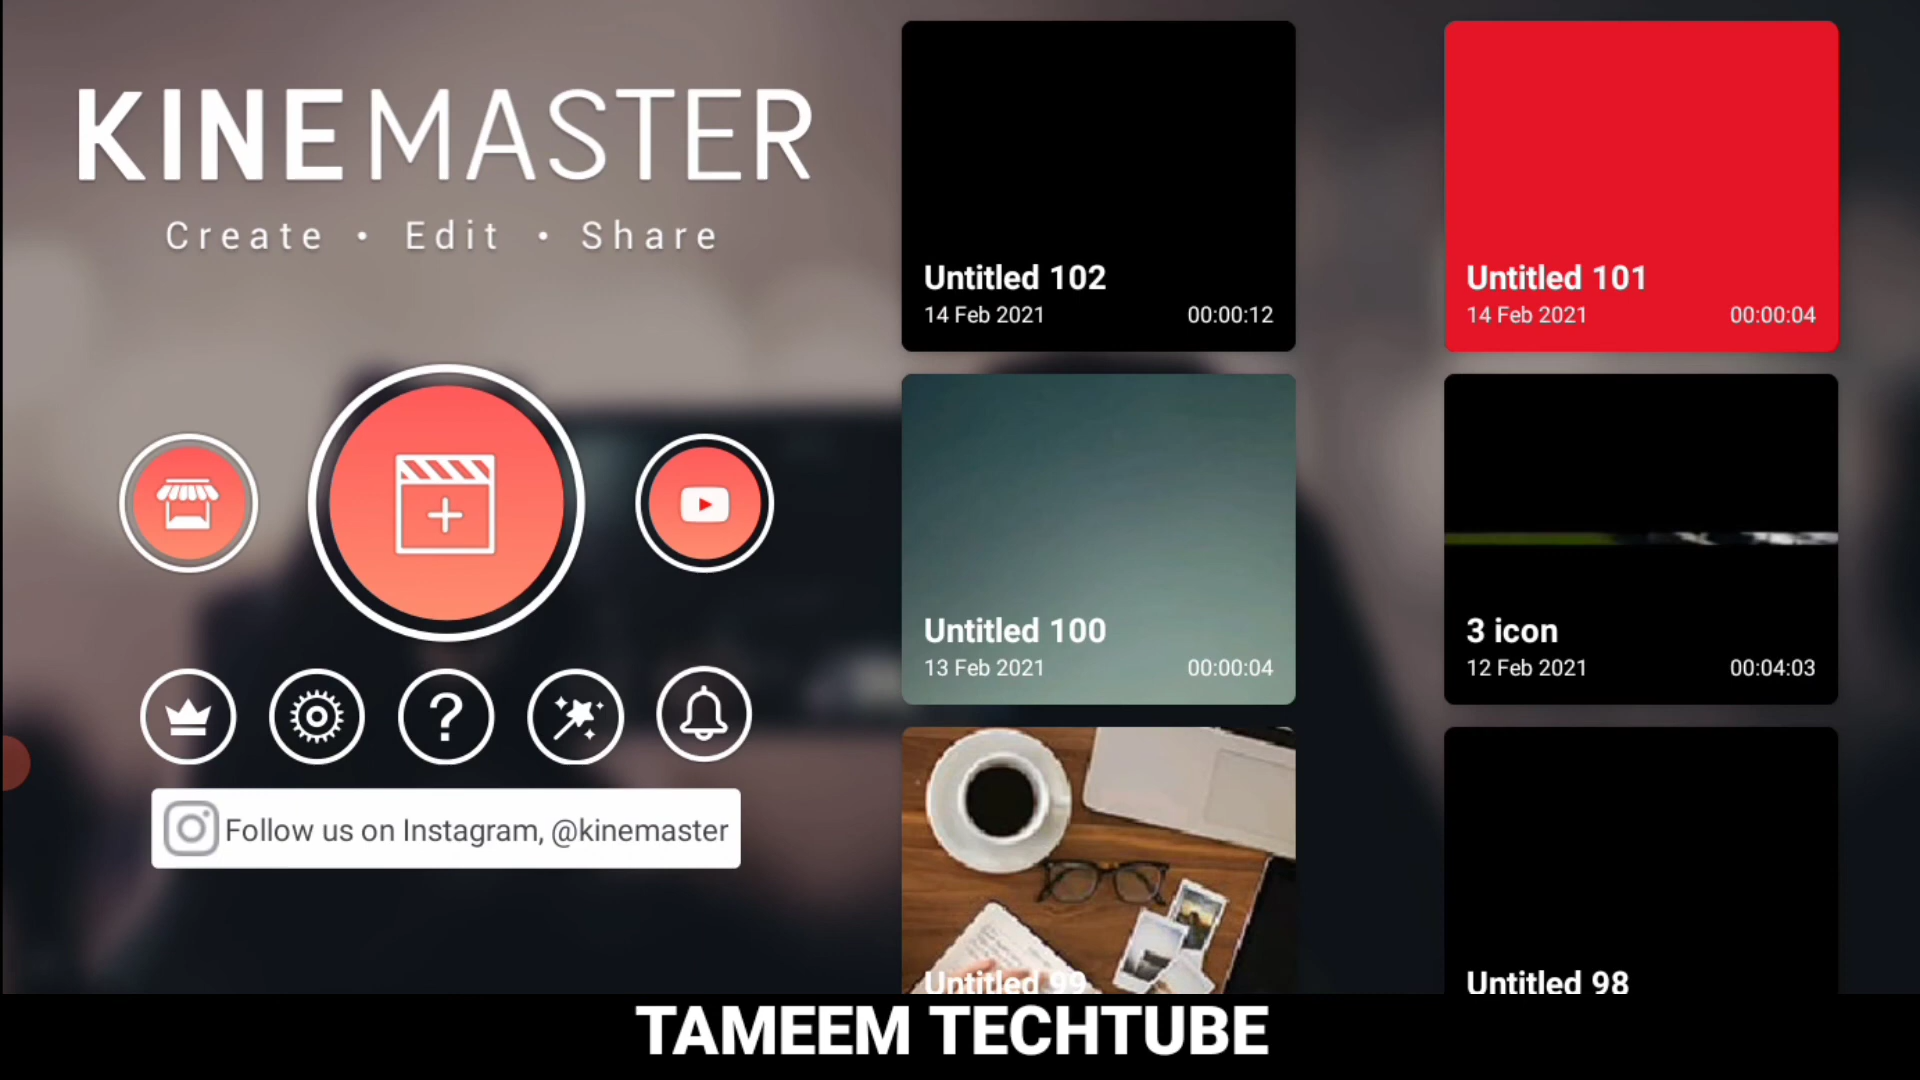 KINEMASTER
Create • Edit • Share
Follow us on Instagram, @kinemaster
Untitled 102
14 Feb 2021 00:00:12
Untitled 101
14 Feb 2021 00:00:04
Untitled 100
13 Feb 2021 00:00:04
3 icon
12 Feb 2021 00:04:03
Untitled 99
Untitled 98
TAMEEM TECHTUBE